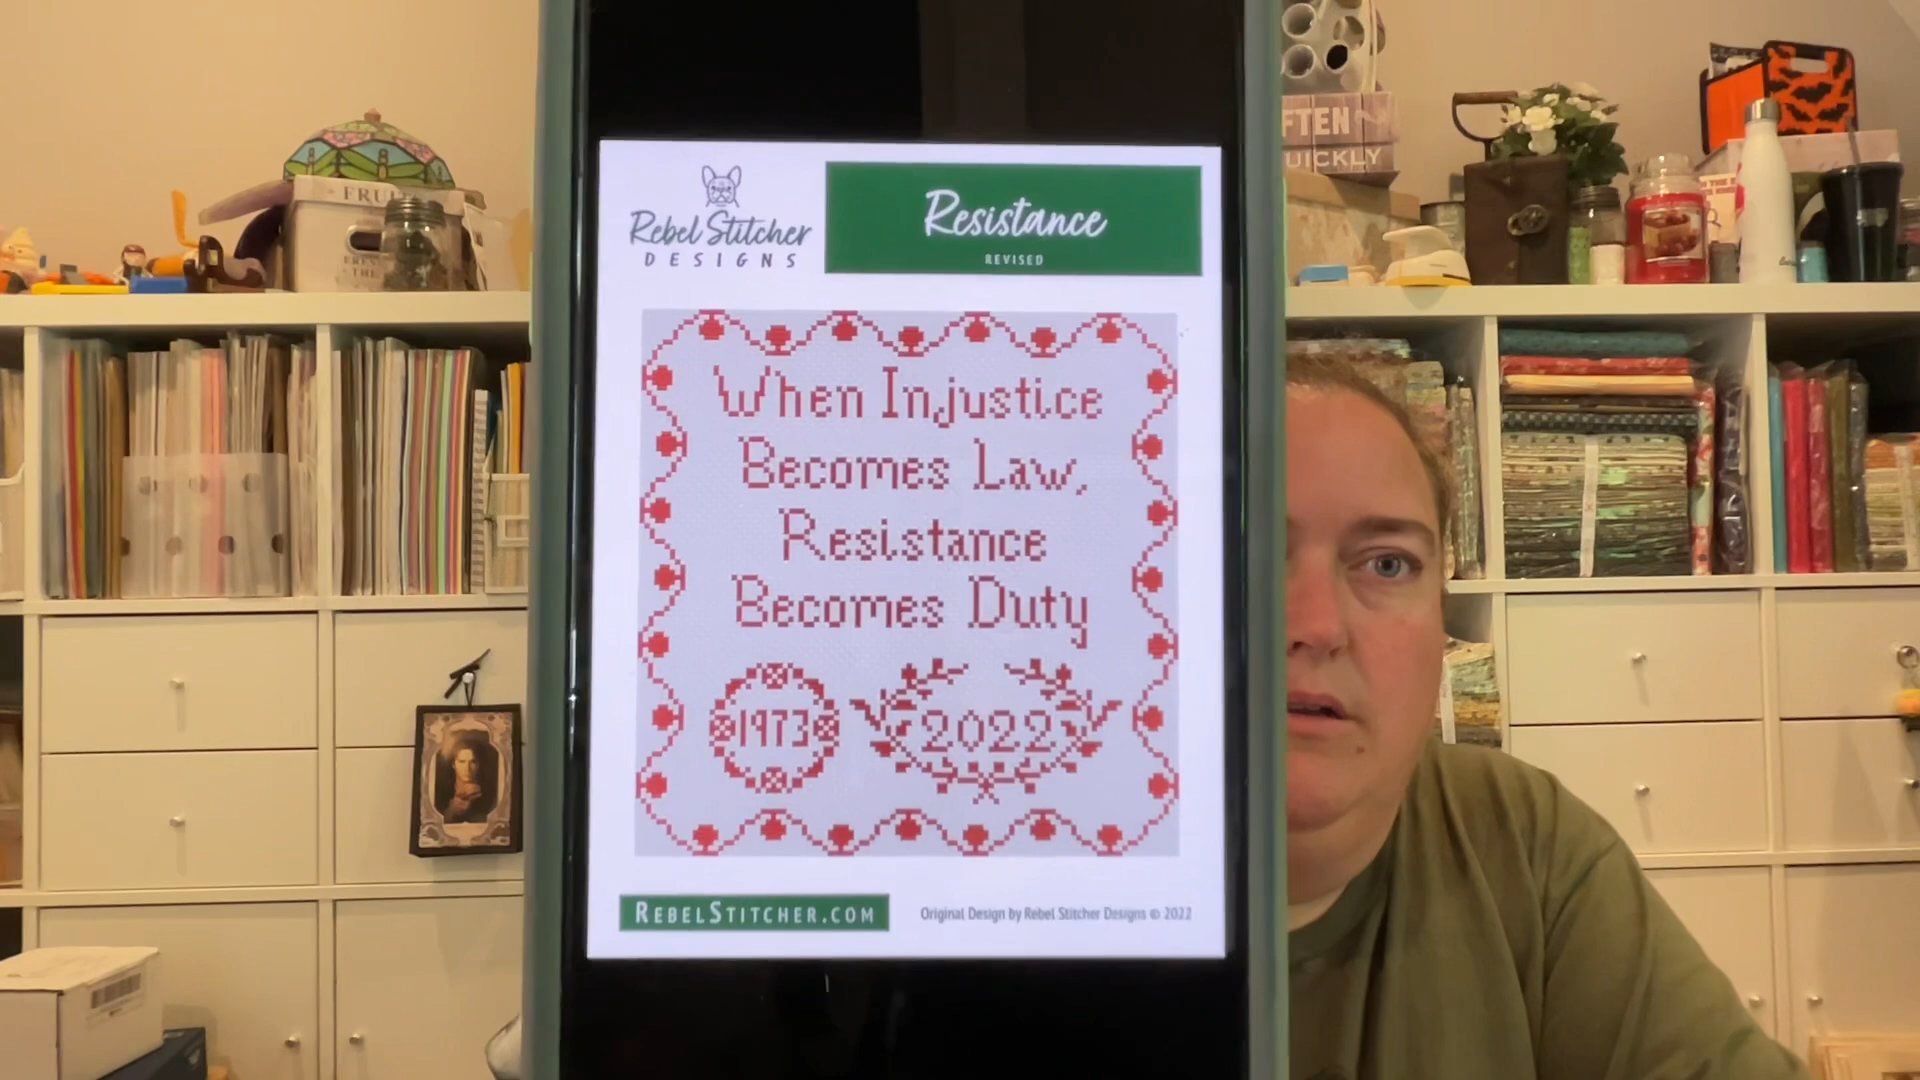 Rebel Stitcher
DESIGNS
Resistance
REVISED
When Injustice
Becomes Law,
Resistance
Becomes Duty
1973
2022
REBELSTITCHER.COM
Original Design by Rebel Stitcher Designs © 2022
UICKLY